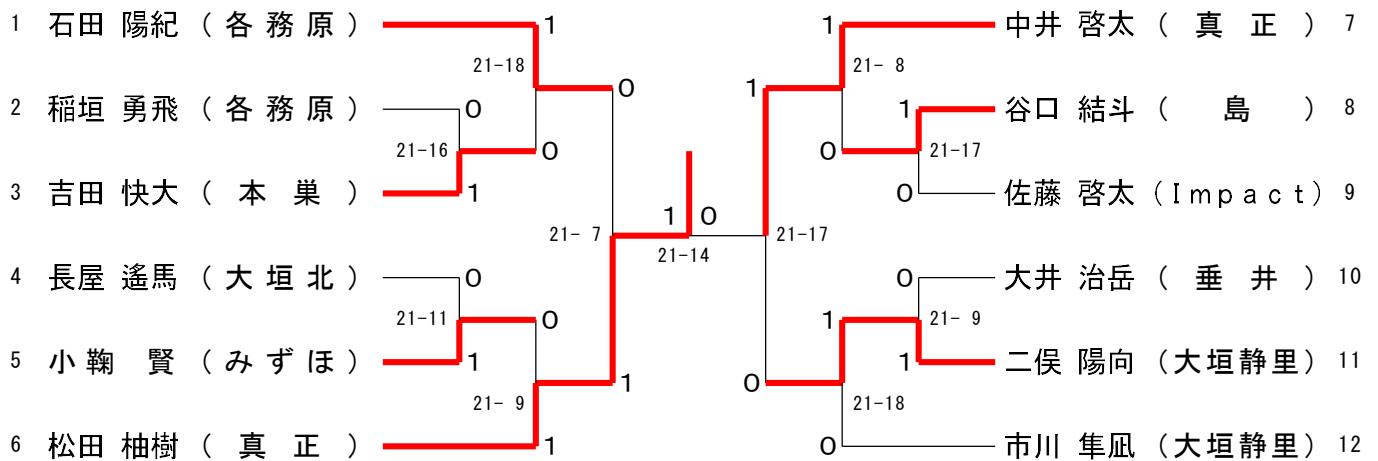 1 石田 陽紀 ( 各 務 原 ) 1 1 中井 啓太 ( 真 正 ) 7
21-18 21- 8
0 1
2 稲垣 勇飛 ( 各 務 原 ) 0 1 谷口 結斗 ( 島 ) 8
21-16 0 0 21-17
3 吉田 快大 ( 本 巣 ) 1 0 佐藤 啓太 (Impact) 9
1 0
21- 7 21-14 21-17
4 長屋 遙馬 ( 大 垣 北 ) 0 0 大井 治岳 ( 垂 井 ) 10
21-11 0 1 21- 9
5 小鞠 賢 ( み ず ほ ) 1 1 二俣 陽向 (大垣静里) 11
1 0
21- 9 21-18
6 松田 柚樹 ( 真 正 ) 1 0 市川 隼凪 (大垣静里) 12